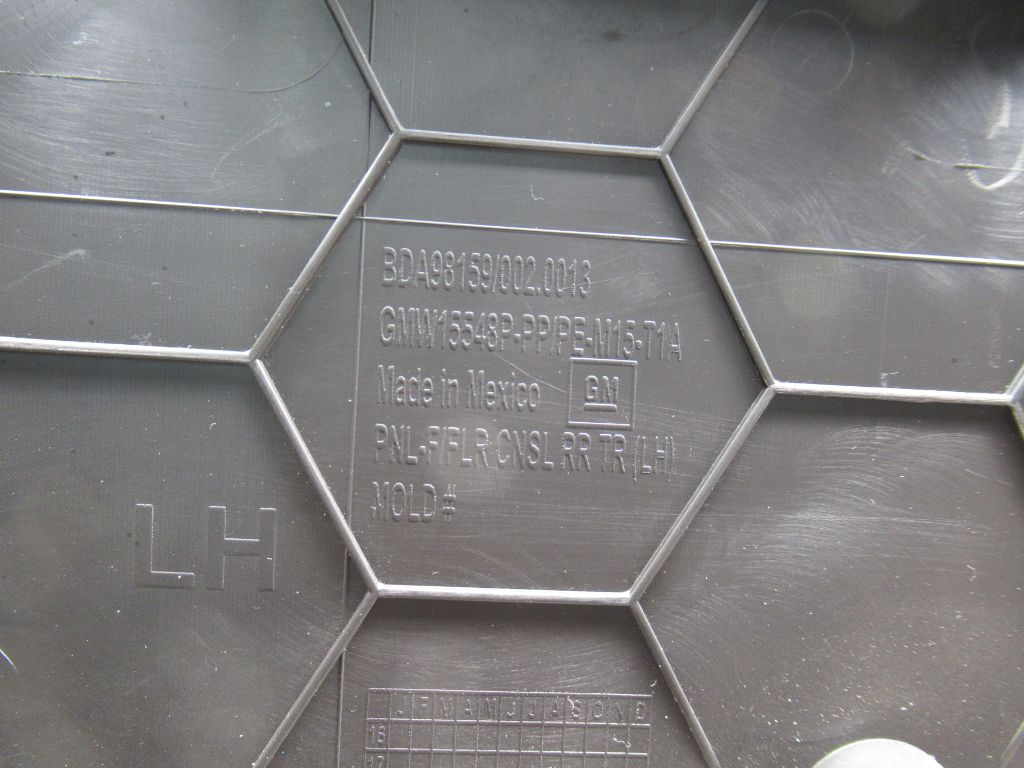 BDA98159/002.0013
GMW15548P-PP/PE-M15-T1A
Made in Mexico
GM
PNL-F/FLR CNSL RR TR (LH)
MOLD #
LH
J F M A M J J A S O N D
16
17